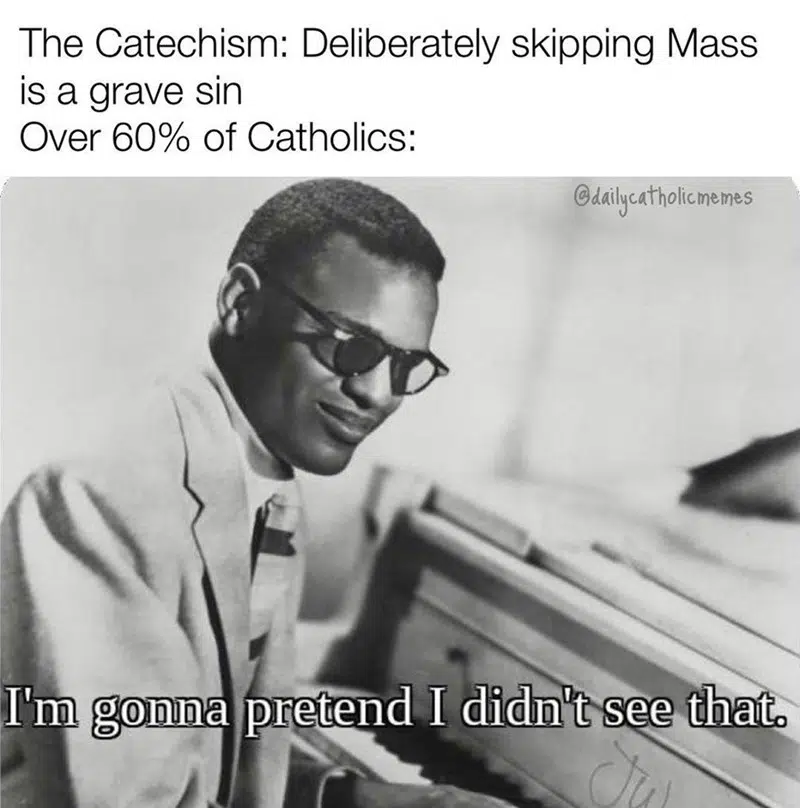 The Catechism: Deliberately skipping Mass
is a grave sin
Over 60% of Catholics:
@dailycatholicmemes
I'm gonna pretend I didn't see that.